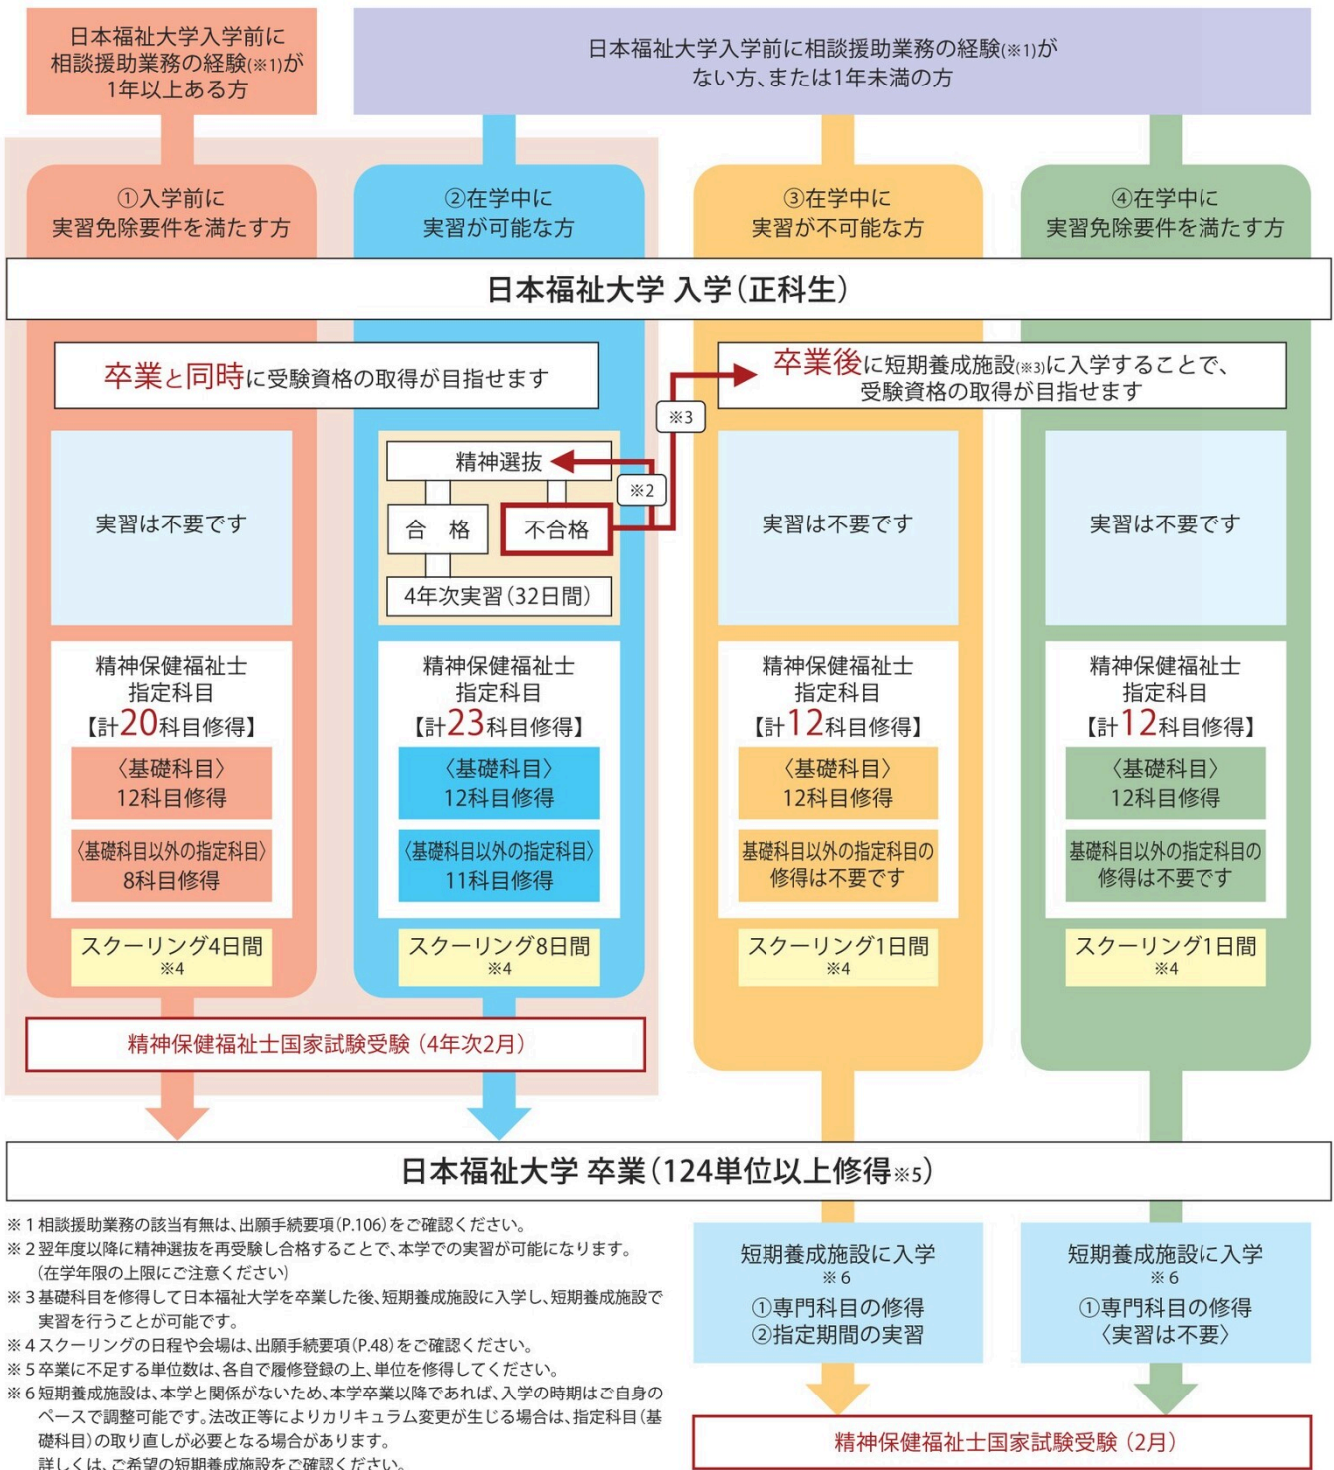 日本福祉大学入学前に
相談援助業務の経験(※1)が
1年以上ある方
日本福祉大学入学前に相談援助業務の経験(※1)が
ない方、または1年未満の方
①入学前に
実習免除要件を満たす方
②在学中に
実習が可能な方
③在学中に
実習が不可能な方
④在学中に
実習免除要件を満たす方
日本福祉大学 入学（正科生）
卒業と同時に受験資格の取得が目指せます
卒業後に短期養成施設(※3)に入学することで、
受験資格の取得が目指せます
※3
実習は不要です
精神選抜
※2
合 格
不合格
4年次実習（32日間）
実習は不要です
実習は不要です
精神保健福祉士
指定科目
【計20科目修得】
〈基礎科目〉
12科目修得
〈基礎科目以外の指定科目〉
8科目修得
スクーリング4日間
※4
精神保健福祉士
指定科目
【計23科目修得】
〈基礎科目〉
12科目修得
〈基礎科目以外の指定科目〉
11科目修得
スクーリング8日間
※4
精神保健福祉士
指定科目
【計12科目修得】
〈基礎科目〉
12科目修得
基礎科目以外の指定科目の
修得は不要です
スクーリング1日間
※4
精神保健福祉士
指定科目
【計12科目修得】
〈基礎科目〉
12科目修得
基礎科目以外の指定科目の
修得は不要です
スクーリング1日間
※4
精神保健福祉士国家試験受験（4年次2月）
日本福祉大学 卒業（124単位以上修得※5）
※1 相談援助業務の該当有無は、出願手続要項(P.106)をご確認ください。
※2 翌年度以降に精神選抜を再受験し合格することで、本学での実習が可能になります。
(在学年限の上限にご注意ください)
※3 基礎科目を修得して日本福祉大学を卒業した後、短期養成施設に入学し、短期養成施設で
実習を行うことが可能です。
※4 スクーリングの日程や会場は、出願手続要項(P.48)をご確認ください。
※5 卒業に不足する単位数は、各自で履修登録の上、単位を修得してください。
※6 短期養成施設は、本学と関係がないため、本学卒業以降であれば、入学の時期はご自身の
ペースで調整可能です。法改正等によりカリキュラム変更が生じる場合は、指定科目(基
礎科目)の取り直しが必要となる場合があります。
詳しくは、ご希望の短期養成施設をご確認ください。
短期養成施設に入学
※6
①専門科目の修得
②指定期間の実習
短期養成施設に入学
※6
①専門科目の修得
〈実習は不要〉
精神保健福祉士国家試験受験（2月）